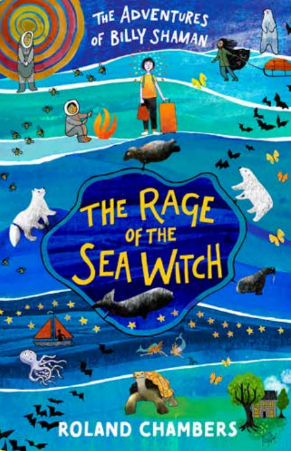 THE ADVENTURES
OF BILLY SHAMAN
THE RAGE
OF THE
SEA WITCH
ROLAND CHAMBERS